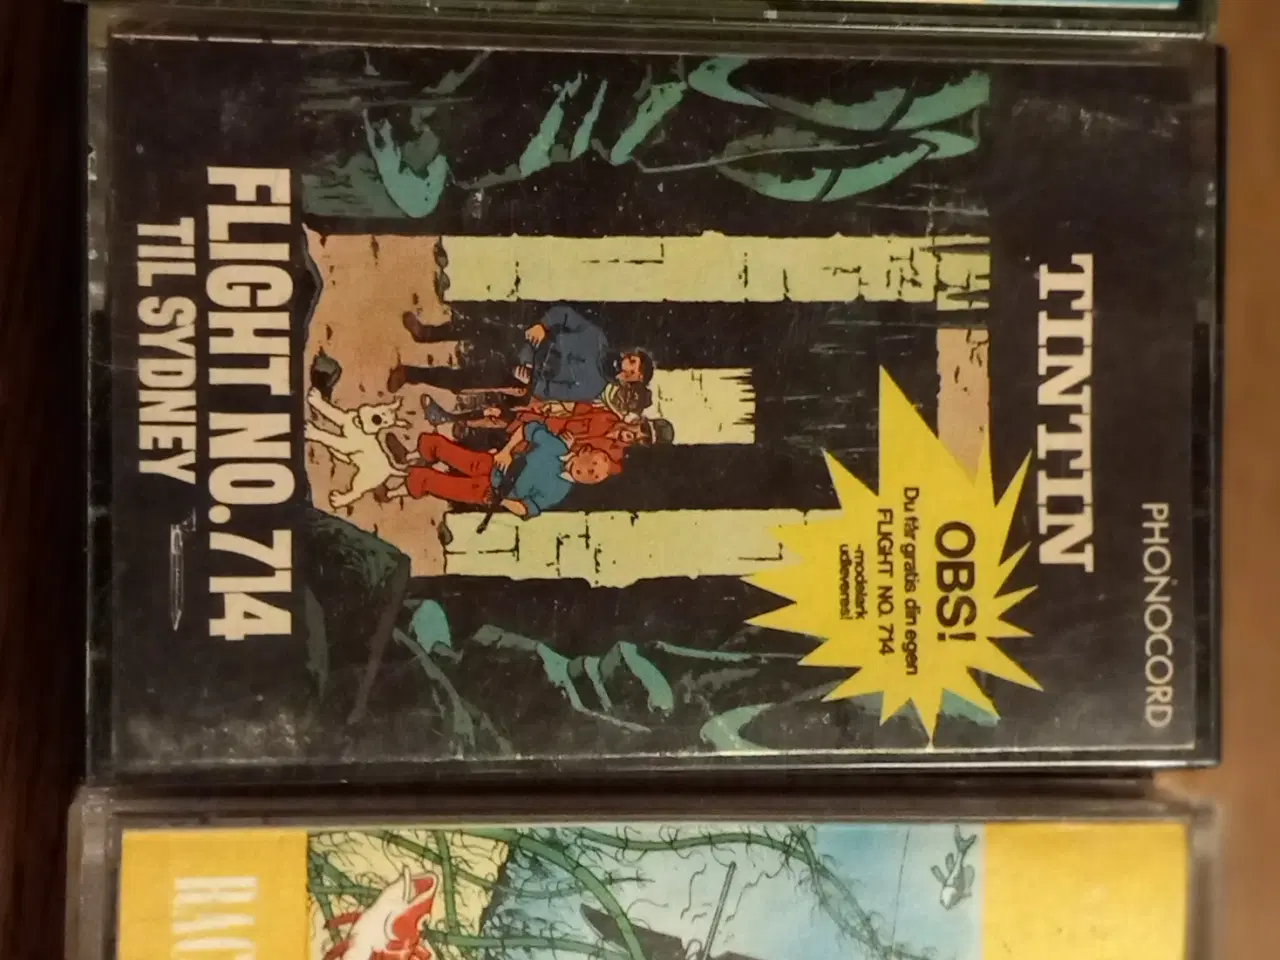 PHONOCORD
TINTIN
OBS!
Du får gratis din egen
FLIGHT NO. 714
-modelark
udleveres!
FLIGHT NO. 714
TIL SYDNEY